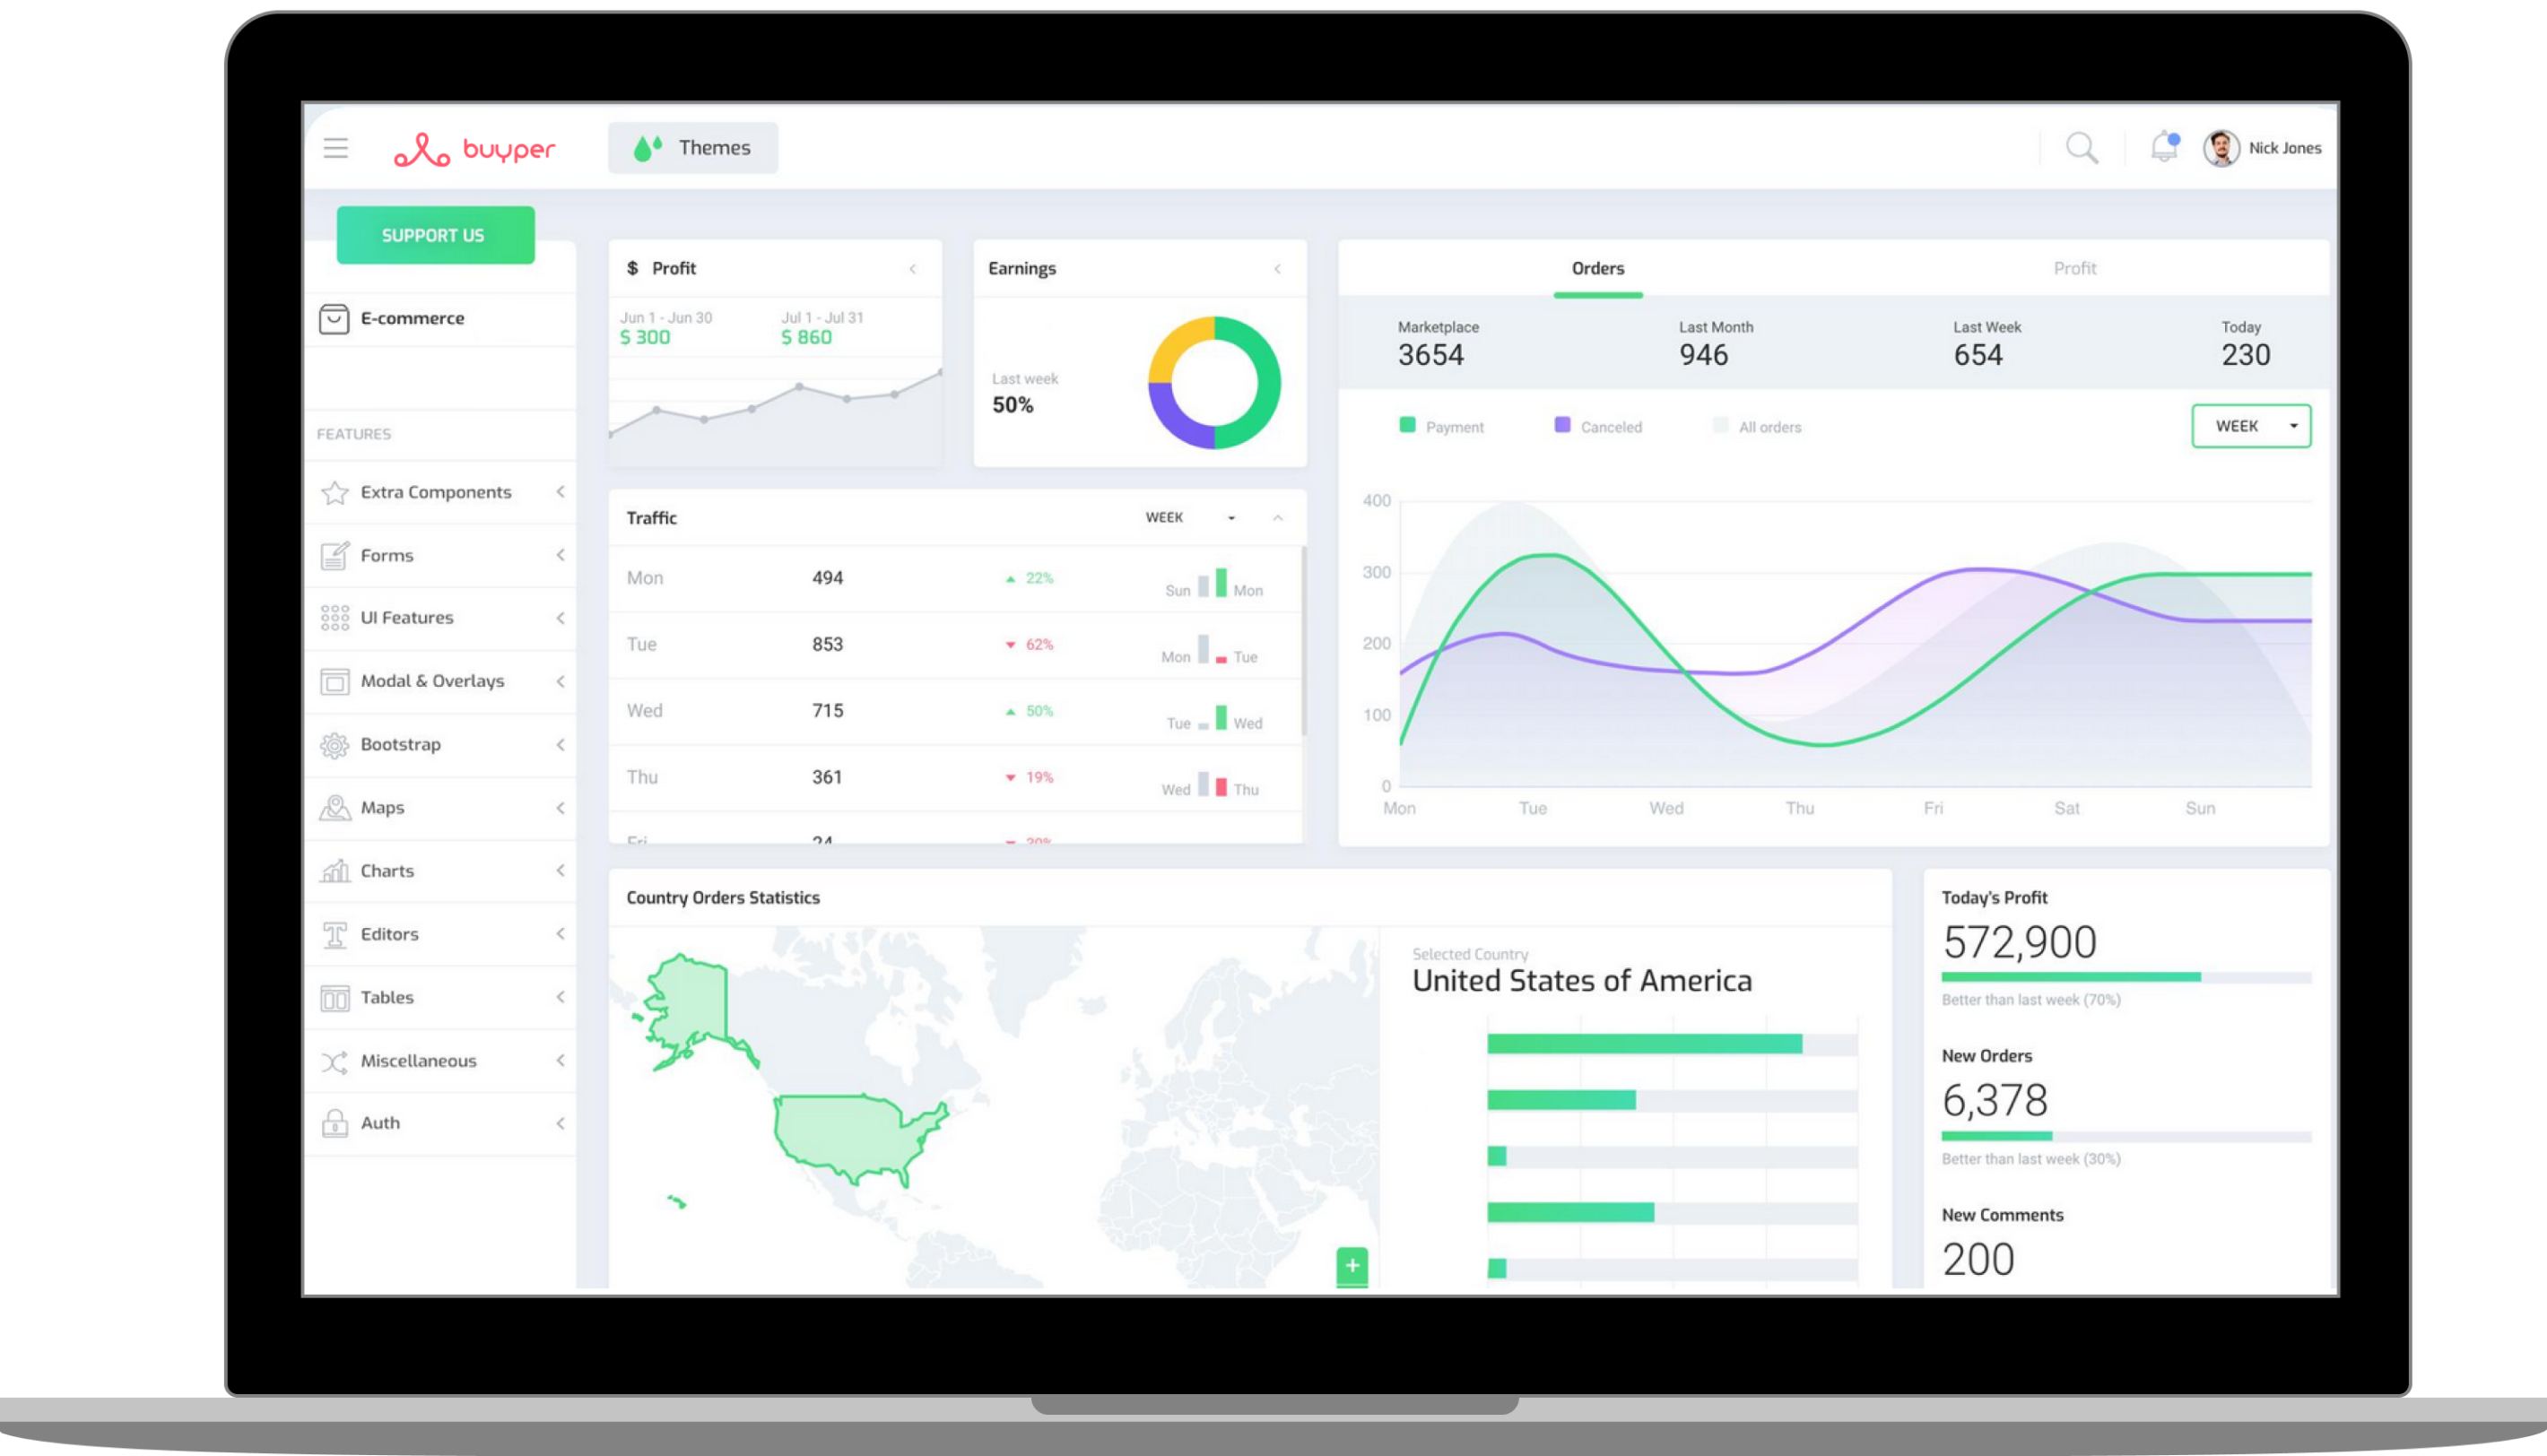 buyper
Themes
Nick Jones
SUPPORT US
E-commerce
FEATURES
Extra Components
Forms
UI Features
Modal & Overlays
Bootstrap
Maps
Charts
Editors
Tables
Miscellaneous
Auth
$ Profit
Jun 1 - Jun 30 Jul 1 - Jul 31
$ 300 $ 860
Earnings
Last week
50%
Orders Profit
Marketplace Last Month Last Week Today
3654 946 654 230
Payment Canceled All orders
WEEK
400
300
200
100
0
Mon Tue Wed Thu Fri Sat Sun
Traffic WEEK
Mon 494 22% Sun Mon
Tue 853 62% Mon Tue
Wed 715 50% Tue Wed
Thu 361 19% Wed Thu
Fri 24 30%
Country Orders Statistics
Selected Country
United States of America
+
Today's Profit
572,900
Better than last week (70%)
New Orders
6,378
Better than last week (30%)
New Comments
200